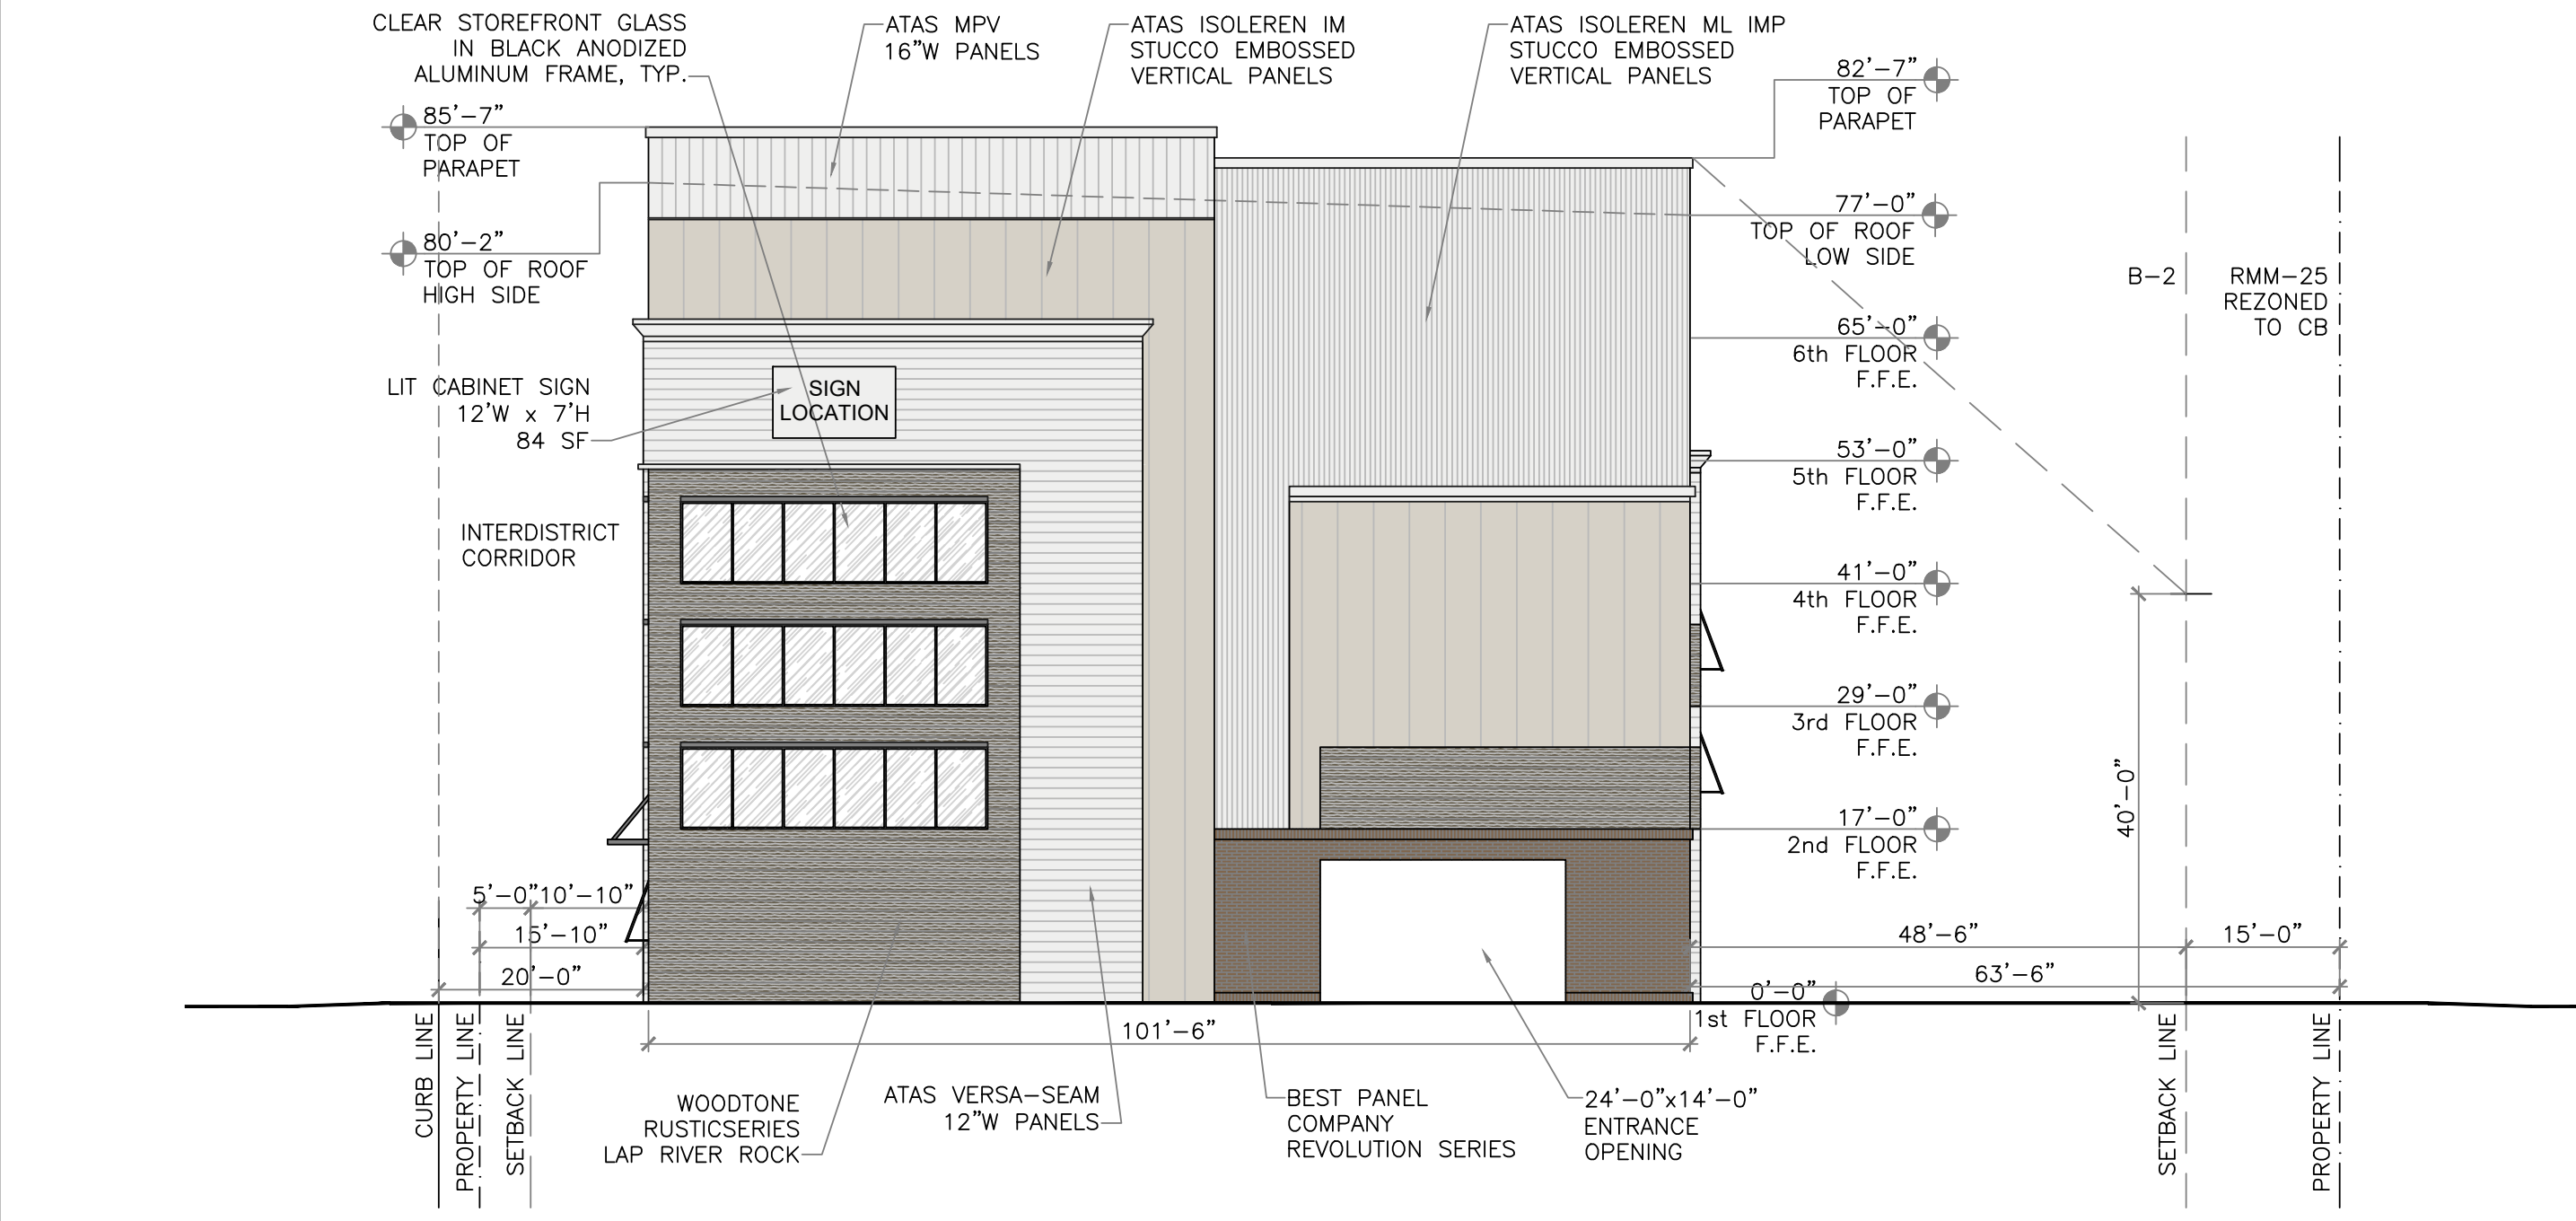 CLEAR STOREFRONT GLASS
IN BLACK ANODIZED
ALUMINUM FRAME, TYP.
ATAS MPV
16"W PANELS
ATAS ISOLEREN IM
STUCCO EMBOSSED
VERTICAL PANELS
ATAS ISOLEREN ML IMP
STUCCO EMBOSSED
VERTICAL PANELS
82'-7"
TOP OF
PARAPET
85'-7"
TOP OF
PARAPET
80'-2"
TOP OF ROOF
HIGH SIDE
77'-0"
TOP OF ROOF
LOW SIDE
B-2
RMM-25
REZONED
TO CB
65'-0"
6th FLOOR
F.F.E.
LIT CABINET SIGN
12'W x 7'H
84 SF
SIGN
LOCATION
53'-0"
5th FLOOR
F.F.E.
INTERDISTRICT
CORRIDOR
41'-0"
4th FLOOR
F.F.E.
29'-0"
3rd FLOOR
F.F.E.
40'-0"
17'-0"
2nd FLOOR
F.F.E.
5'-0"
10'-10"
15'-10"
20'-0"
48'-6"
15'-0"
63'-6"
0'-0"
1st FLOOR
F.F.E.
101'-6"
CURB LINE
PROPERTY LINE
SETBACK LINE
SETBACK LINE
PROPERTY LINE
WOODTONE
RUSTICSERIES
LAP RIVER ROCK
ATAS VERSA-SEAM
12"W PANELS
BEST PANEL
COMPANY
REVOLUTION SERIES
24'-0"x14'-0"
ENTRANCE
OPENING